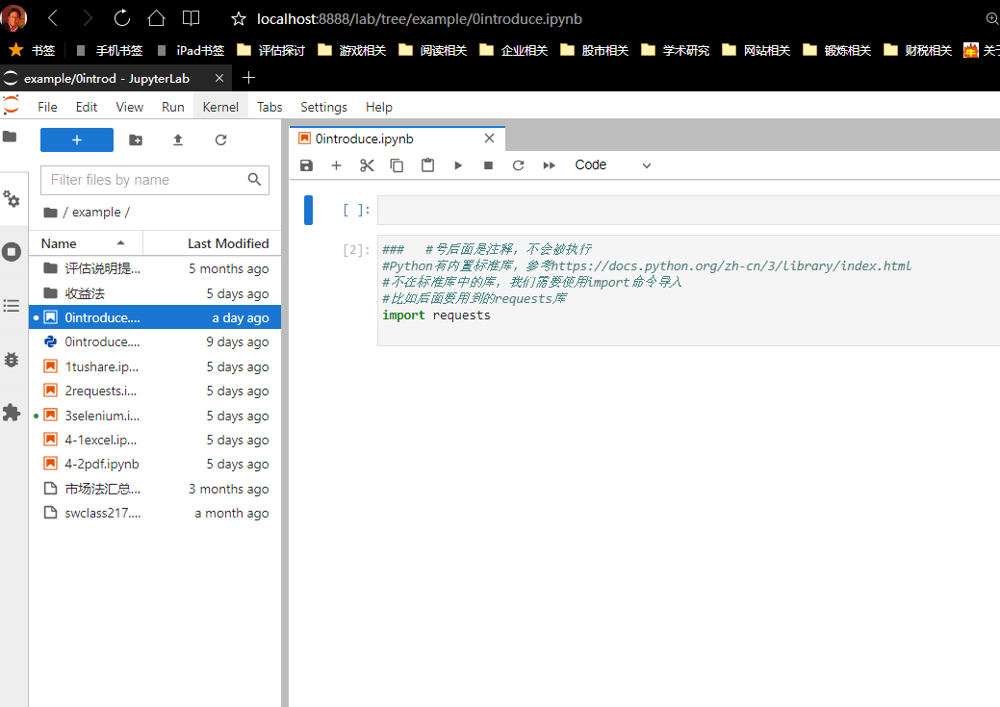 localhost:8888/lab/tree/example/0introduce.ipynb
书签 手机书签 iPad书签 评估探讨 游戏相关 阅读相关 企业相关 股市相关 学术研究 网站相关 锻炼相关 财税相关 关于
example/0introd - JupyterLab
File Edit View Run Kernel Tabs Settings Help
0introduce.ipynb
Code
Filter files by name
/ example /
Name Last Modified
评估说明提... 5 months ago
收益法 5 days ago
0introduce.... a day ago
0introduce.... 9 days ago
1tushare.ip... 5 days ago
2requests.i... 5 days ago
3selenium.i... 5 days ago
4-1excel.ip... 5 days ago
4-2pdf.ipynb 5 days ago
市场法汇总... 3 months ago
swclass217.... a month ago
[ ]:
[2]:
### #号后面是注释，不会被执行
#Python有内置标准库，参考https://docs.python.org/zh-cn/3/library/index.html
#不在标准库中的库，我们需要使用import命令导入
#比如后面要用到的requests库
import requests